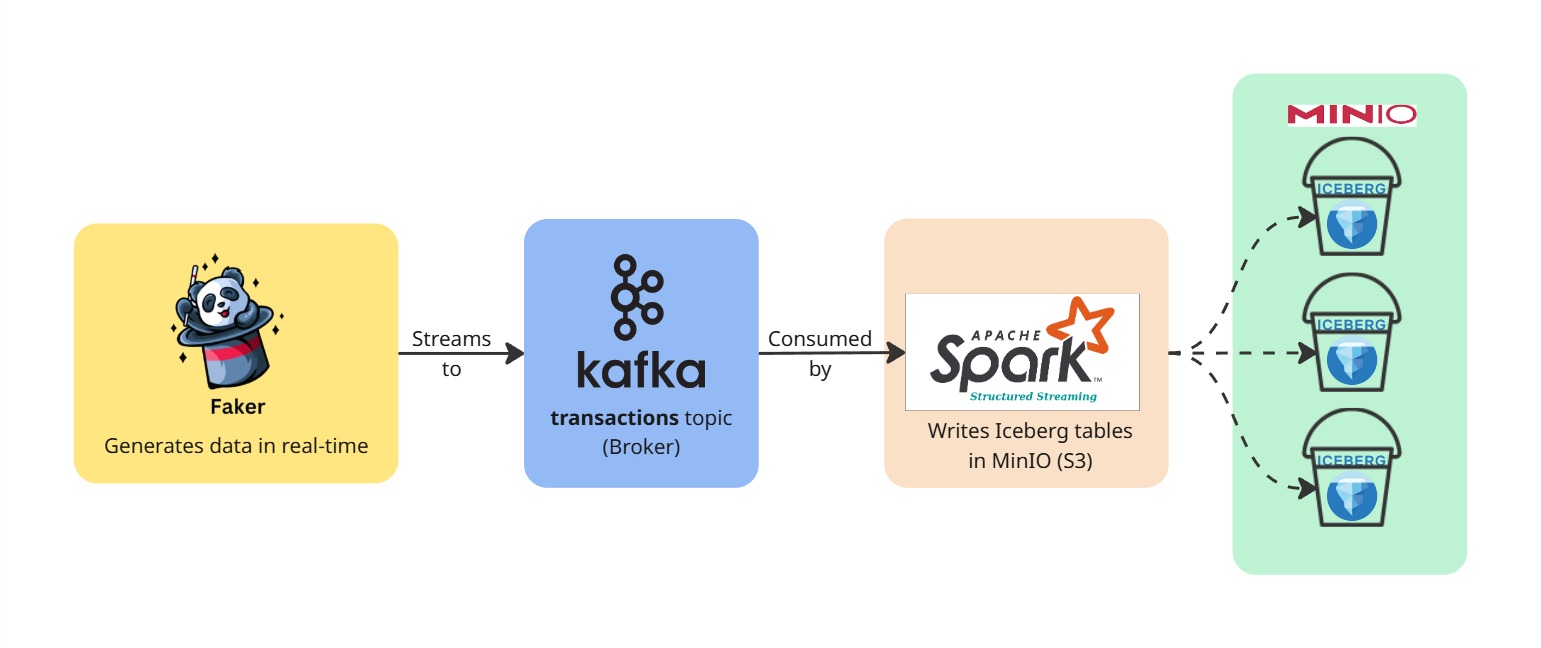 Faker
Generates data in real-time
Streams
to
kafka
transactions topic
(Broker)
Consumed
by
APACHE
Spark™
Structured Streaming
Writes Iceberg tables
in MinIO (S3)
MINIO
ICEBERG
ICEBERG
ICEBERG